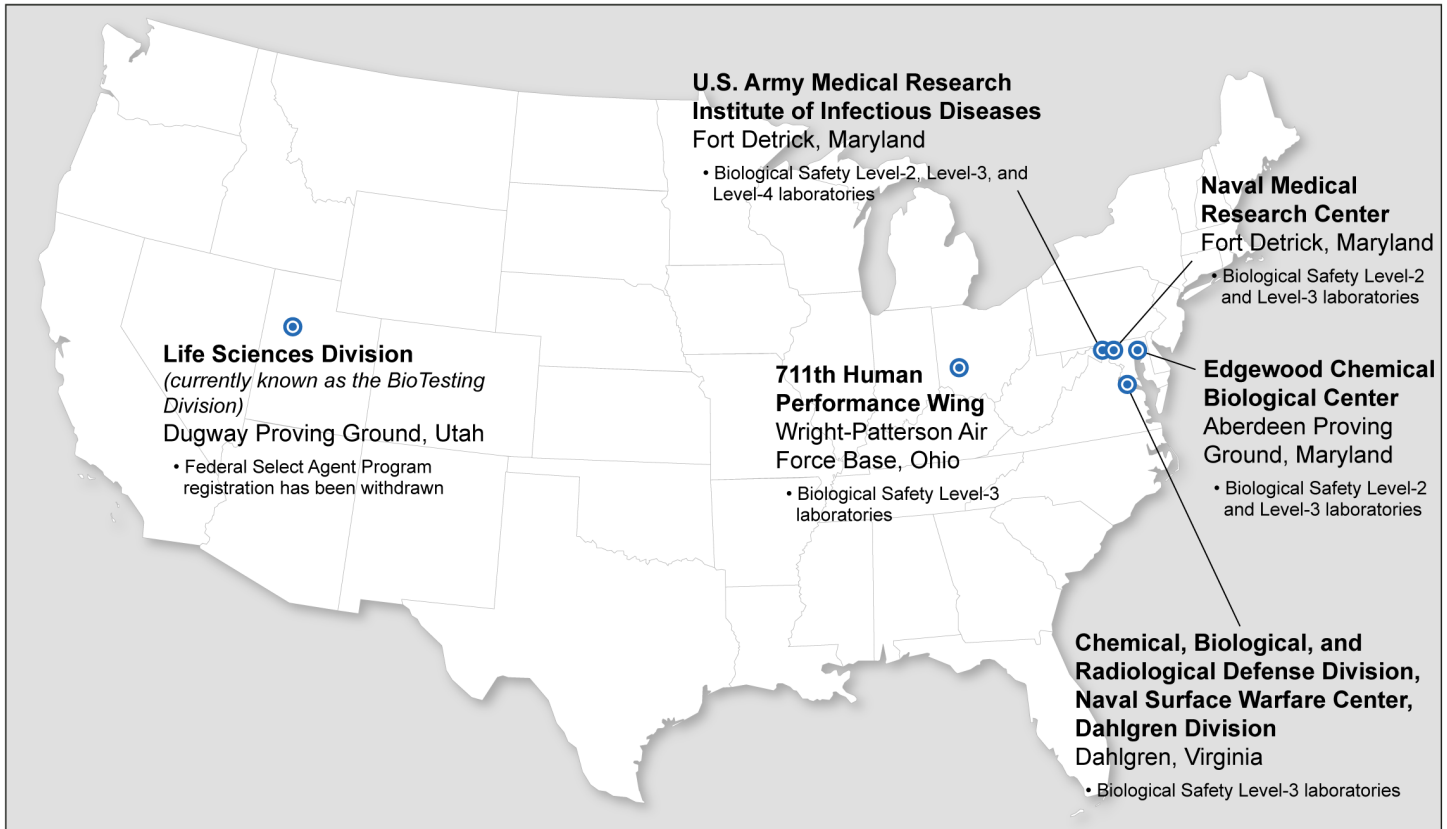 U.S. Army Medical Research
Institute of Infectious Diseases
Fort Detrick, Maryland
• Biological Safety Level-2, Level-3, and
Level-4 laboratories
Naval Medical
Research Center
Fort Detrick, Maryland
• Biological Safety Level-2
and Level-3 laboratories
Life Sciences Division
(currently known as the BioTesting
Division)
Dugway Proving Ground, Utah
• Federal Select Agent Program
registration has been withdrawn
711th Human
Performance Wing
Wright-Patterson Air
Force Base, Ohio
• Biological Safety Level-3
laboratories
Edgewood Chemical
Biological Center
Aberdeen Proving
Ground, Maryland
• Biological Safety Level-2
and Level-3 laboratories
Chemical, Biological, and
Radiological Defense Division,
Naval Surface Warfare Center,
Dahlgren Division
Dahlgren, Virginia
• Biological Safety Level-3 laboratories